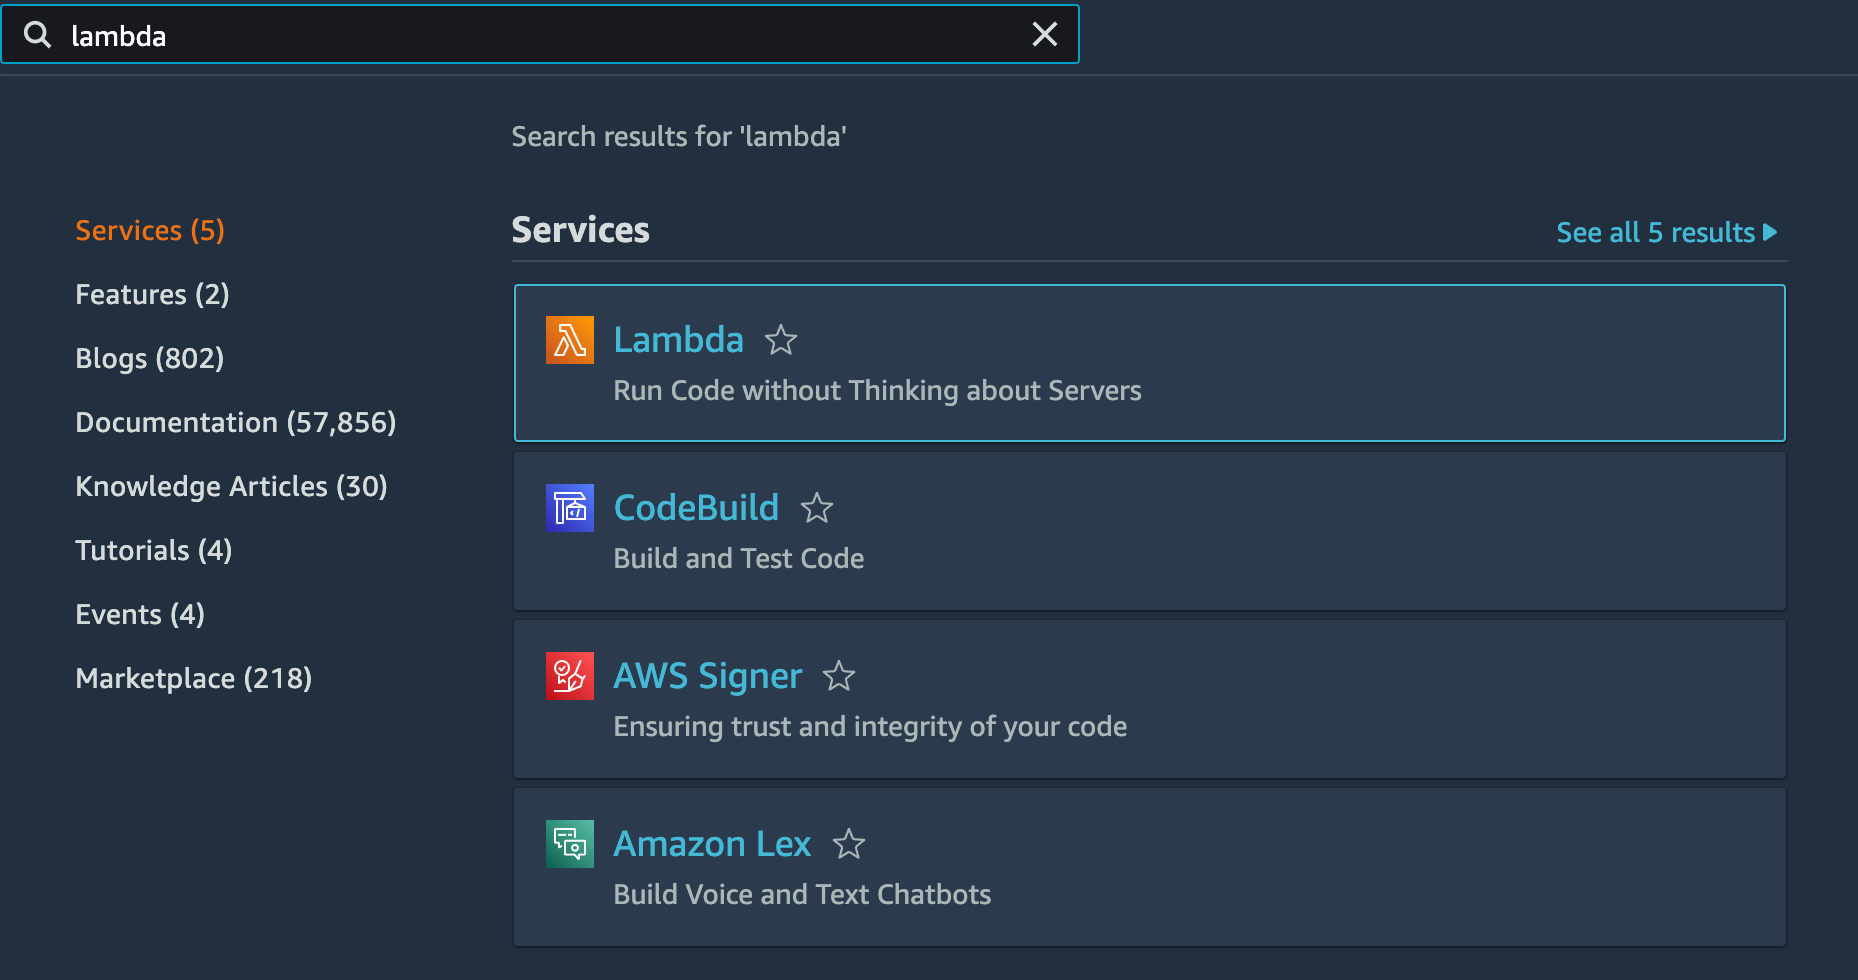 lambda
Search results for 'lambda'
Services (5)
Features (2)
Blogs (802)
Documentation (57,856)
Knowledge Articles (30)
Tutorials (4)
Events (4)
Marketplace (218)
Services
See all 5 results
Lambda
Run Code without Thinking about Servers
CodeBuild
Build and Test Code
AWS Signer
Ensuring trust and integrity of your code
Amazon Lex
Build Voice and Text Chatbots